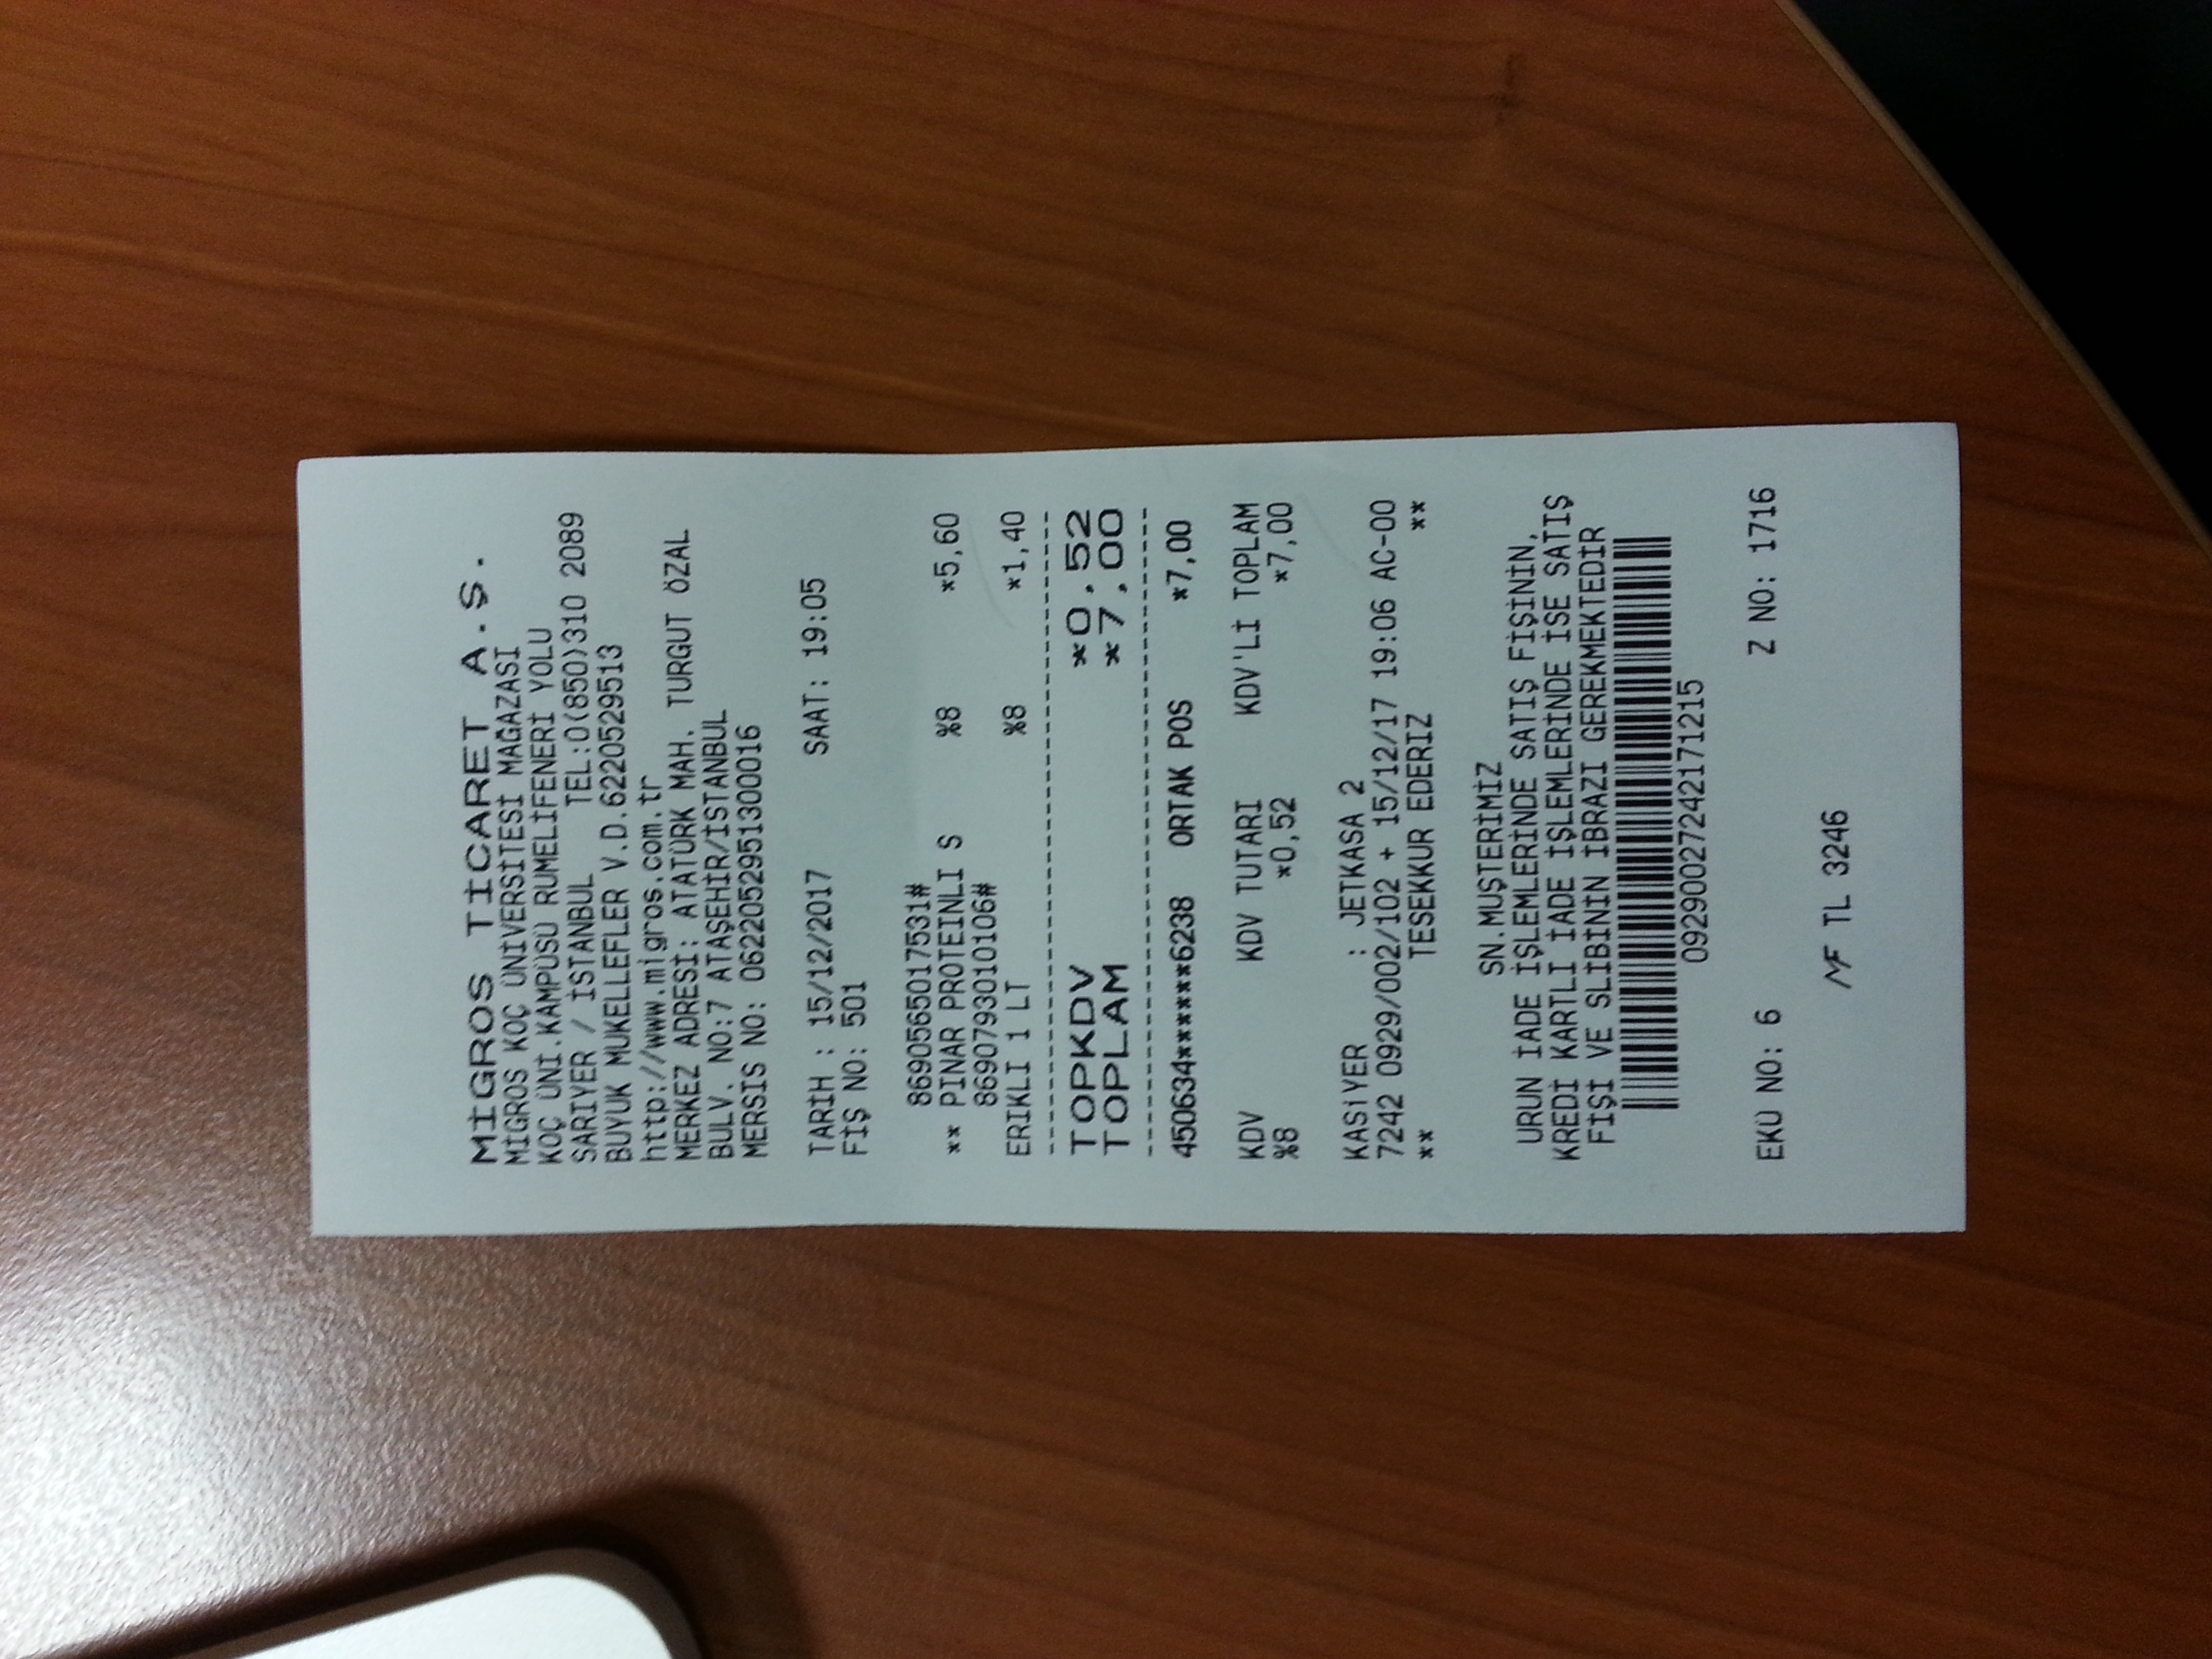 MİGROS TİCARET A.Ş.
MİGROS KOÇ ÜNİVERSİTESİ MAĞAZASI
KOÇ ÜNİ.KAMPÜSÜ RUMELİFENERİ YOLU
SARIYER / İSTANBUL TEL:0(850)310 2089
BUYUK MUKELLEFLER V.D.6220529513
http://www.migros.com.tr
MERKEZ ADRESİ: ATATÜRK MAH. TURGUT ÖZAL
BULV. NO:7 ATAŞEHİR/İSTANBUL
MERSIS NO: 0622052951300016
TARİH : 15/12/2017 SAAT: 19:05
FİŞ NO: 501
8690565017531#
** PINAR PROTEINLI S %8 *5,60
8690793010106#
ERIKLI 1 LT %8 *1,40
TOPKDV *0,52
TOPLAM *7,00
450634******6238 ORTAK POS *7,00
KDV KDV TUTARI KDV'Lİ TOPLAM
%8 *0,52 *7,00
KASİYER : JETKASA 2
7242 0929/002/102 + 15/12/17 19:06 AC-00
** TESEKKUR EDERIZ **
SN.MUŞTERİMİZ
URUN İADE İŞLEMLERİNDE SATIŞ FİŞİNİN,
KREDİ KARTLI İADE İŞLEMLERİNDE İSE SATIŞ
FİŞİ VE SLİBİNİN İBRAZI GEREKMEKTEDİR
09290027242171215
EKÜ NO: 6 Z NO: 1716
MF TL 3246